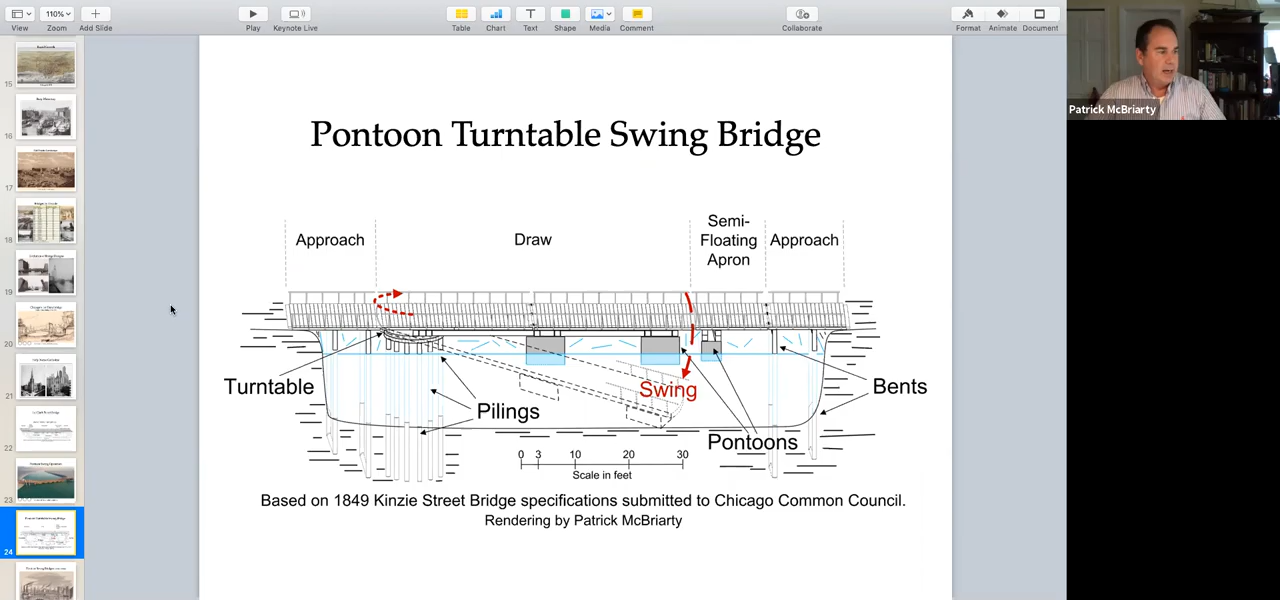 110%
View
Zoom
Add Slide
Play
Keynote Live
Table
Chart
Text
Shape
Media
Comment
Collaborate
Format
Animate
Document
Patrick McBriarty
15
16
17
18
19
20
21
22
23
24
Pontoon Turntable Swing Bridge
Approach
Draw
Semi-
Floating
Apron
Approach
Turntable
Pilings
Swing
Pontoons
Bents
0 3 10 20 30
Scale in feet
Based on 1849 Kinzie Street Bridge specifications submitted to Chicago Common Council.
Rendering by Patrick McBriarty